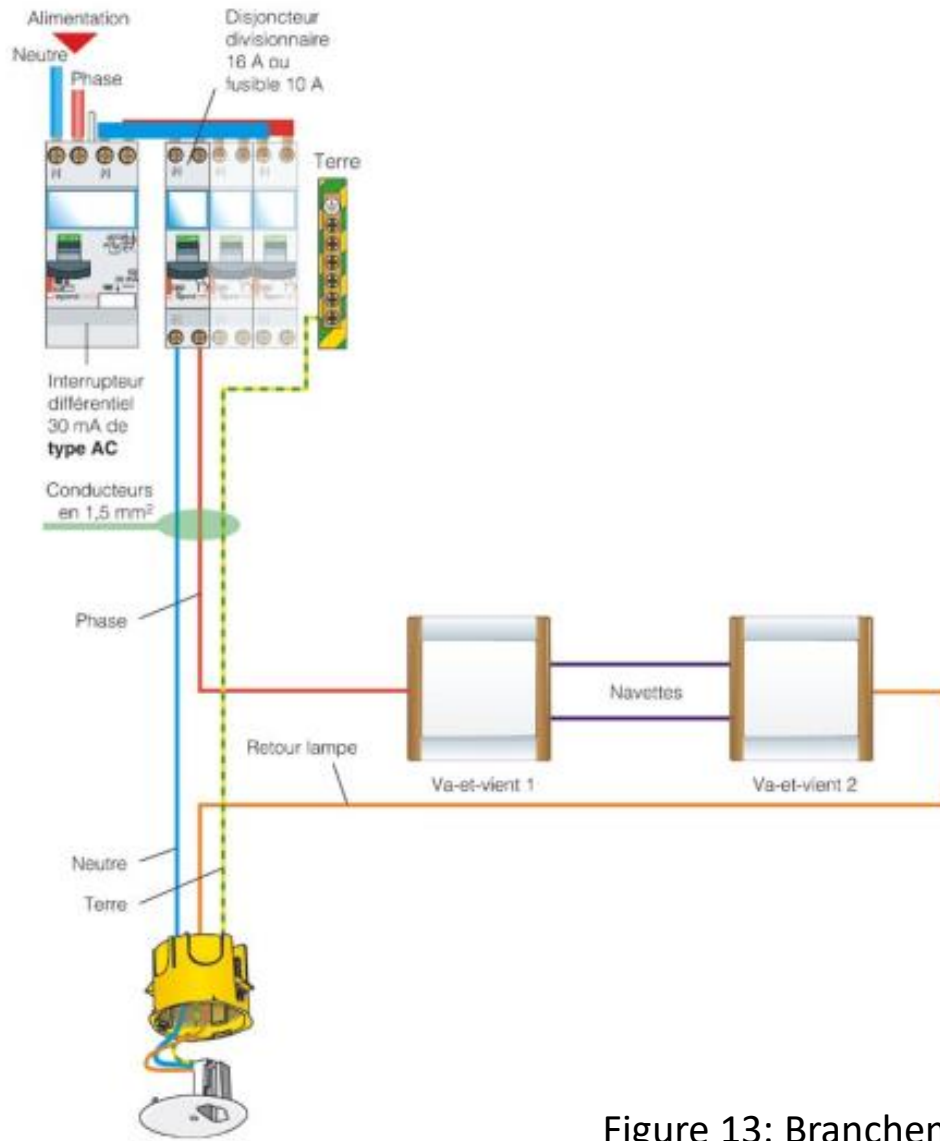 Alimentation
Neutre
Phase
Disjoncteur
divisionnaire
16 A ou
fusible 10 A
Terre
Interrupteur
différentiel
30 mA de
type AC
Conducteurs
en 1,5 mm²
Phase
Navettes
Retour lampe
Va-et-vient 1
Va-et-vient 2
Neutre
Terre
Figure 13: Branchem